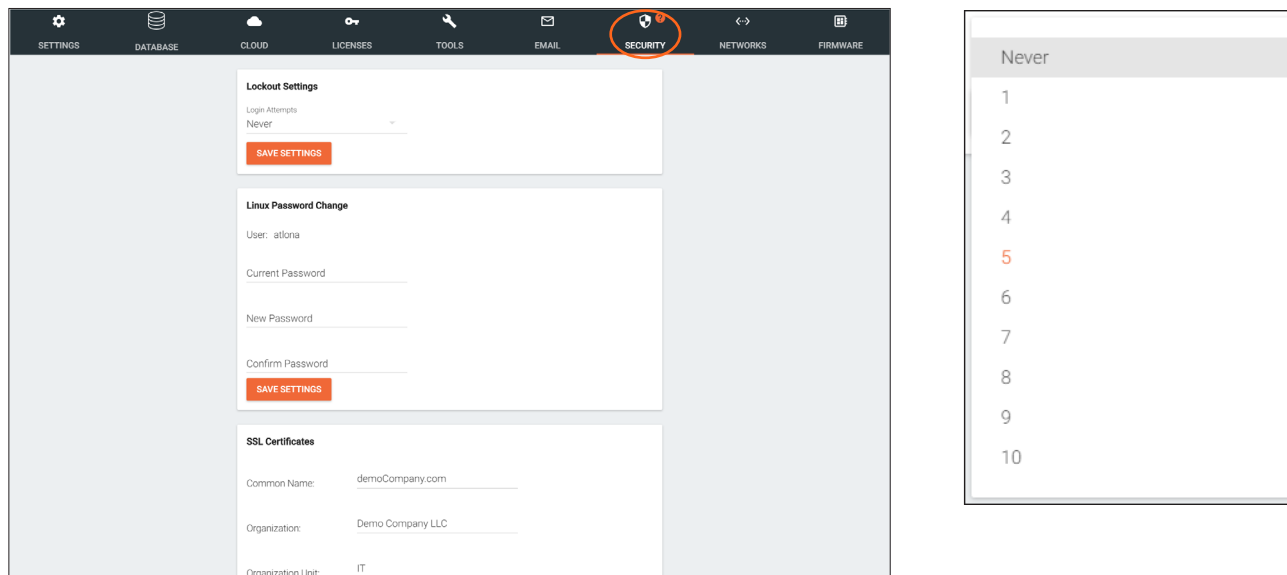 SETTINGS DATABASE CLOUD LICENSES TOOLS EMAIL SECURITY ? NETWORKS FIRMWARE
Lockout Settings
Login Attempts
Never
SAVE SETTINGS
Linux Password Change
User: atlona
Current Password
New Password
Confirm Password
SAVE SETTINGS
SSL Certificates
Common Name: demoCompany.com
Organization: Demo Company LLC
Organization Unit: IT
Never
1
2
3
4
5
6
7
8
9
10